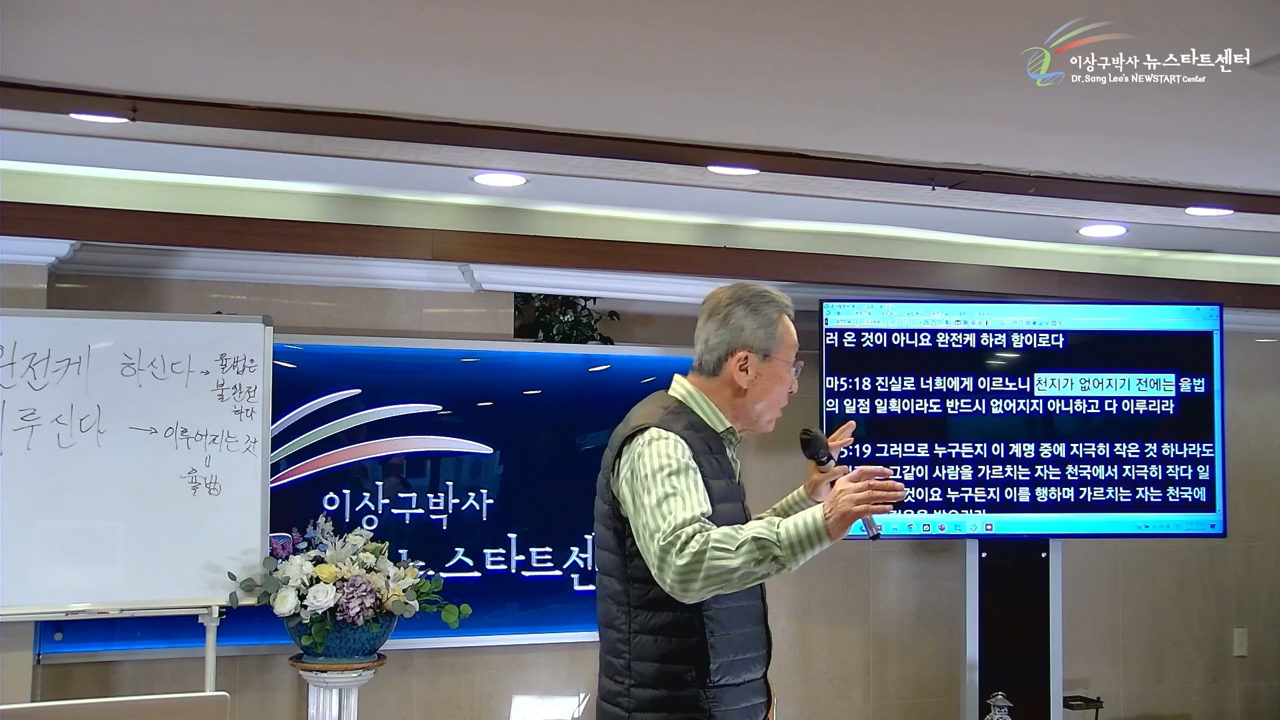 이상구박사 뉴스타트센터
Dr. Sang Lee's NEWSTART Center
완전케 하신다 → 율법은
불완전
하다
이루신다 → 이루어지는 것
율법
이상구박사
뉴스타트센
러 온 것이 아니요 완전케 하려 함이로다
마5:18 진실로 너희에게 이르노니 천지가 없어지기 전에는 율법
의 일점 일획이라도 반드시 없어지지 아니하고 다 이루리라
5:19 그러므로 누구든지 이 계명 중에 지극히 작은 것 하나라도
그같이 사람을 가르치는 자는 천국에서 지극히 작다 일
것이요 누구든지 이를 행하며 가르치는 자는 천국에